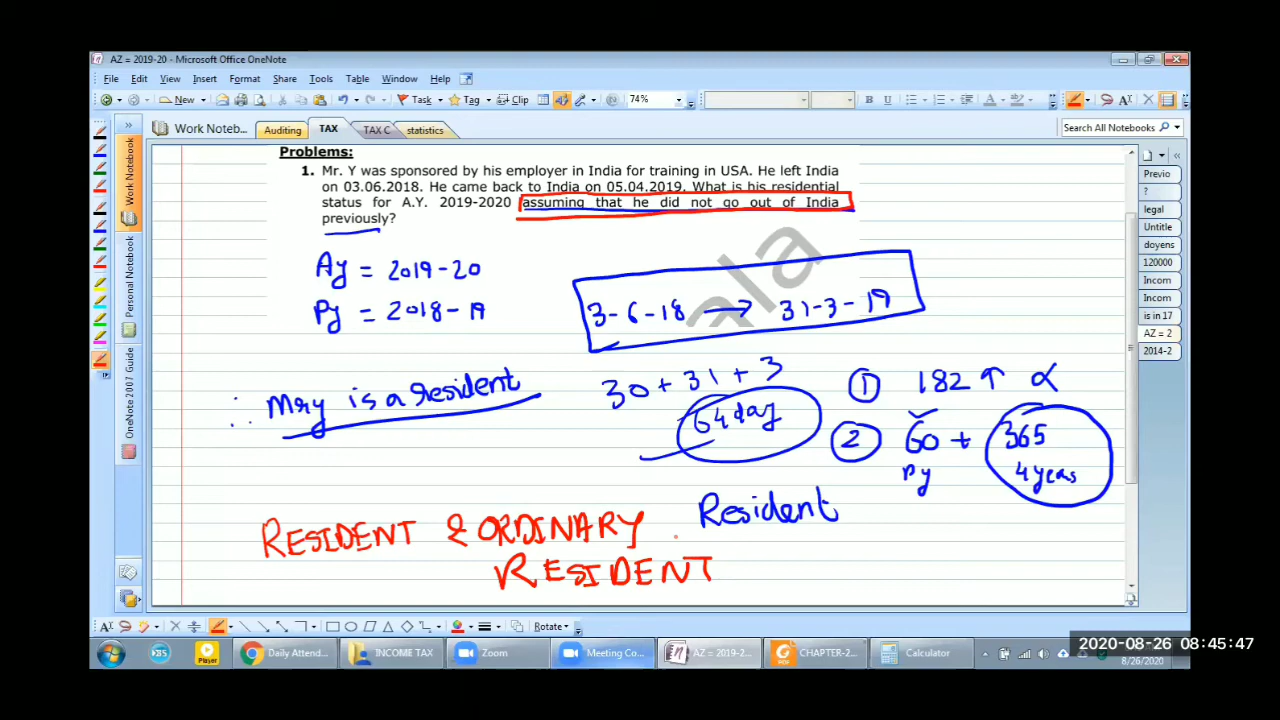 AZ = 2019-20 - Microsoft Office OneNote
File Edit View Insert Format Share Tools Table Window Help
New Task Tag Clip 74% B U
Work Noteb... Auditing TAX TAX C statistics Search All Notebooks
Work Notebook
Personal Notebook
OneNote 2007 Guide
Problems:
1. Mr. Y was sponsored by his employer in India for training in USA. He left India
on 03.06.2018. He came back to India on 05.04.2019. What is his residential
status for A.Y. 2019-2020 assuming that he did not go out of India
previously?
Ay = 2019-20
Py = 2018-19
3-6-18 → 31-3-19
30 + 31 + 3
64 day
① 182 ↑ α
② 60 + 365
Py 4 years
∴ Mr y is a resident
Resident
RESIDENT & ORDINARY
RESIDENT
Previo
?
legal
Untitle
doyens
120000
Incom
Incom
is in 17
AZ = 2
2014-2
Rotate
Player Daily Attend... INCOME TAX Zoom Meeting Co... AZ = 2019-2... CHAPTER-2... Calculator
2020-08-26 08:45:47
8/26/2020